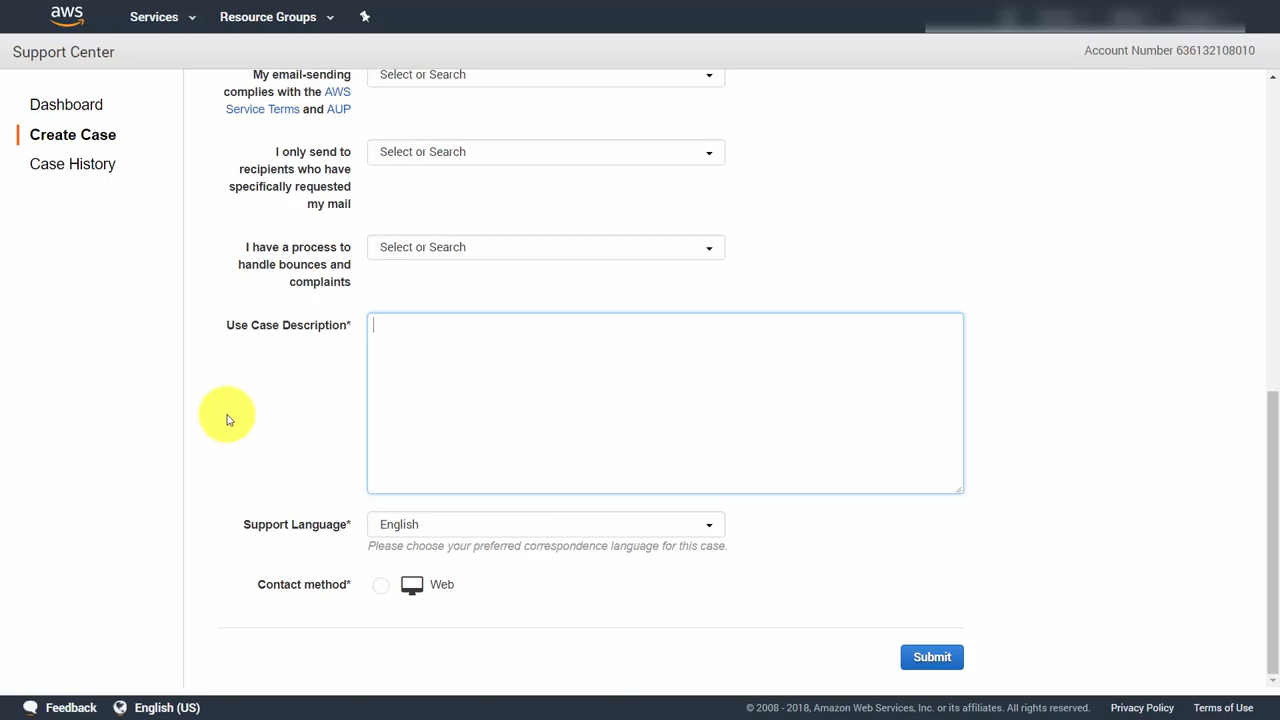 aws
Services
Resource Groups
Support Center
Account Number 636132108010
Dashboard
Create Case
Case History
My email-sending
complies with the AWS
Service Terms and AUP
Select or Search
I only send to
recipients who have
specifically requested
my mail
Select or Search
I have a process to
handle bounces and
complaints
Select or Search
Use Case Description*
Support Language*
English
Please choose your preferred correspondence language for this case.
Contact method*
Web
Submit
Feedback
English (US)
© 2008 - 2018, Amazon Web Services, Inc. or its affiliates. All rights reserved.
Privacy Policy
Terms of Use